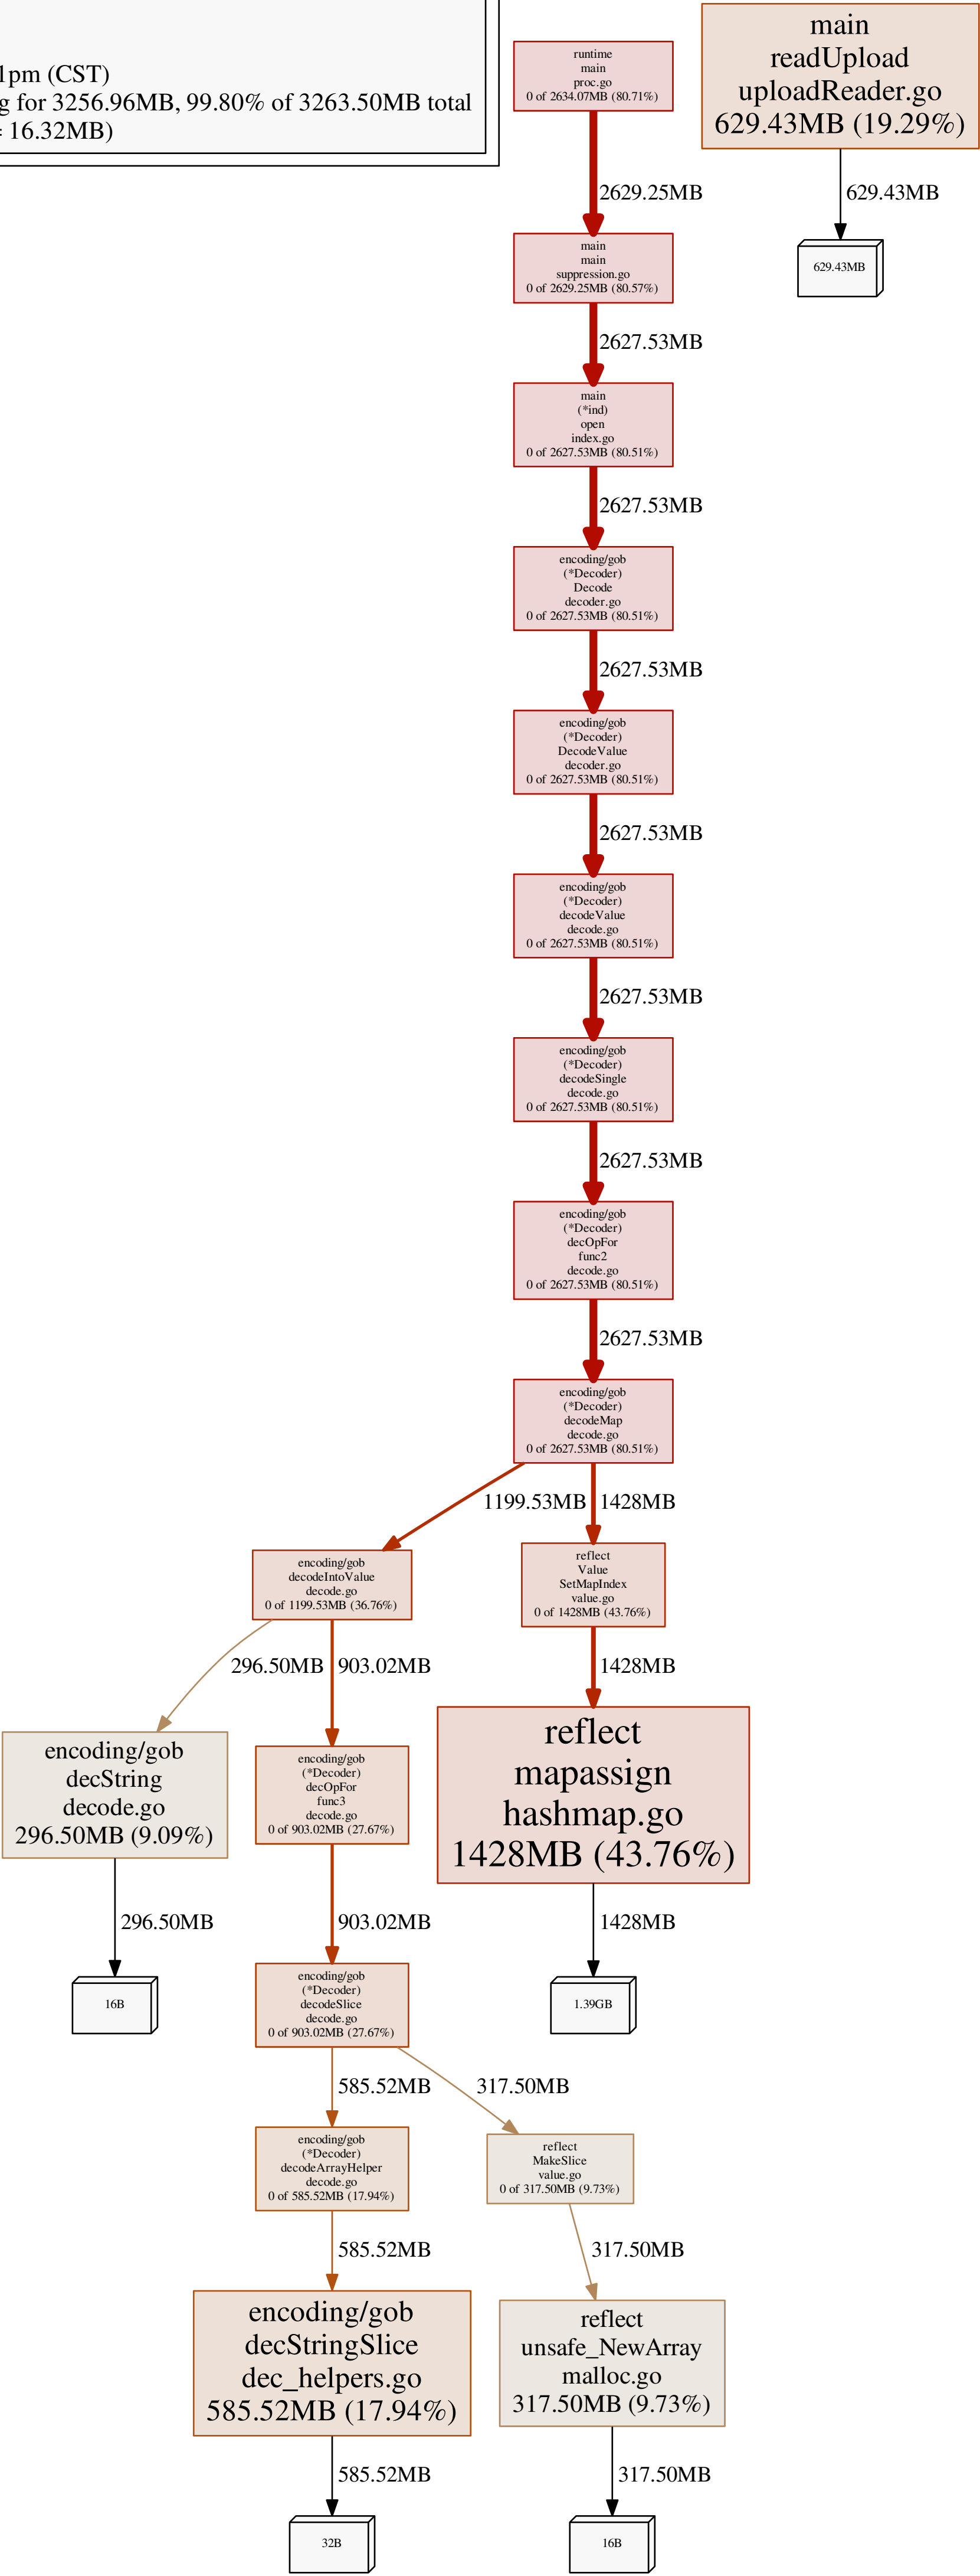 1pm (CST)
g for 3256.96MB, 99.80% of 3263.50MB total
= 16.32MB)
runtime
main
proc.go
0 of 2634.07MB (80.71%)
main
readUpload
uploadReader.go
629.43MB (19.29%)
2629.25MB
629.43MB
main
main
suppression.go
0 of 2629.25MB (80.57%)
629.43MB
2627.53MB
main
(*ind)
open
index.go
0 of 2627.53MB (80.51%)
2627.53MB
encoding/gob
(*Decoder)
Decode
decoder.go
0 of 2627.53MB (80.51%)
2627.53MB
encoding/gob
(*Decoder)
DecodeValue
decoder.go
0 of 2627.53MB (80.51%)
2627.53MB
encoding/gob
(*Decoder)
decodeValue
decode.go
0 of 2627.53MB (80.51%)
2627.53MB
encoding/gob
(*Decoder)
decodeSingle
decode.go
0 of 2627.53MB (80.51%)
2627.53MB
encoding/gob
(*Decoder)
decOpFor
func2
decode.go
0 of 2627.53MB (80.51%)
2627.53MB
encoding/gob
(*Decoder)
decodeMap
decode.go
0 of 2627.53MB (80.51%)
1199.53MB
1428MB
encoding/gob
decodeIntoValue
decode.go
0 of 1199.53MB (36.76%)
reflect
Value
SetMapIndex
value.go
0 of 1428MB (43.76%)
296.50MB
903.02MB
1428MB
encoding/gob
decString
decode.go
296.50MB (9.09%)
encoding/gob
(*Decoder)
decOpFor
func3
decode.go
0 of 903.02MB (27.67%)
reflect
mapassign
hashmap.go
1428MB (43.76%)
296.50MB
903.02MB
1428MB
16B
encoding/gob
(*Decoder)
decodeSlice
decode.go
0 of 903.02MB (27.67%)
1.39GB
585.52MB
317.50MB
encoding/gob
(*Decoder)
decodeArrayHelper
decode.go
0 of 585.52MB (17.94%)
reflect
MakeSlice
value.go
0 of 317.50MB (9.73%)
585.52MB
317.50MB
encoding/gob
decStringSlice
dec_helpers.go
585.52MB (17.94%)
reflect
unsafe_NewArray
malloc.go
317.50MB (9.73%)
585.52MB
317.50MB
32B
16B